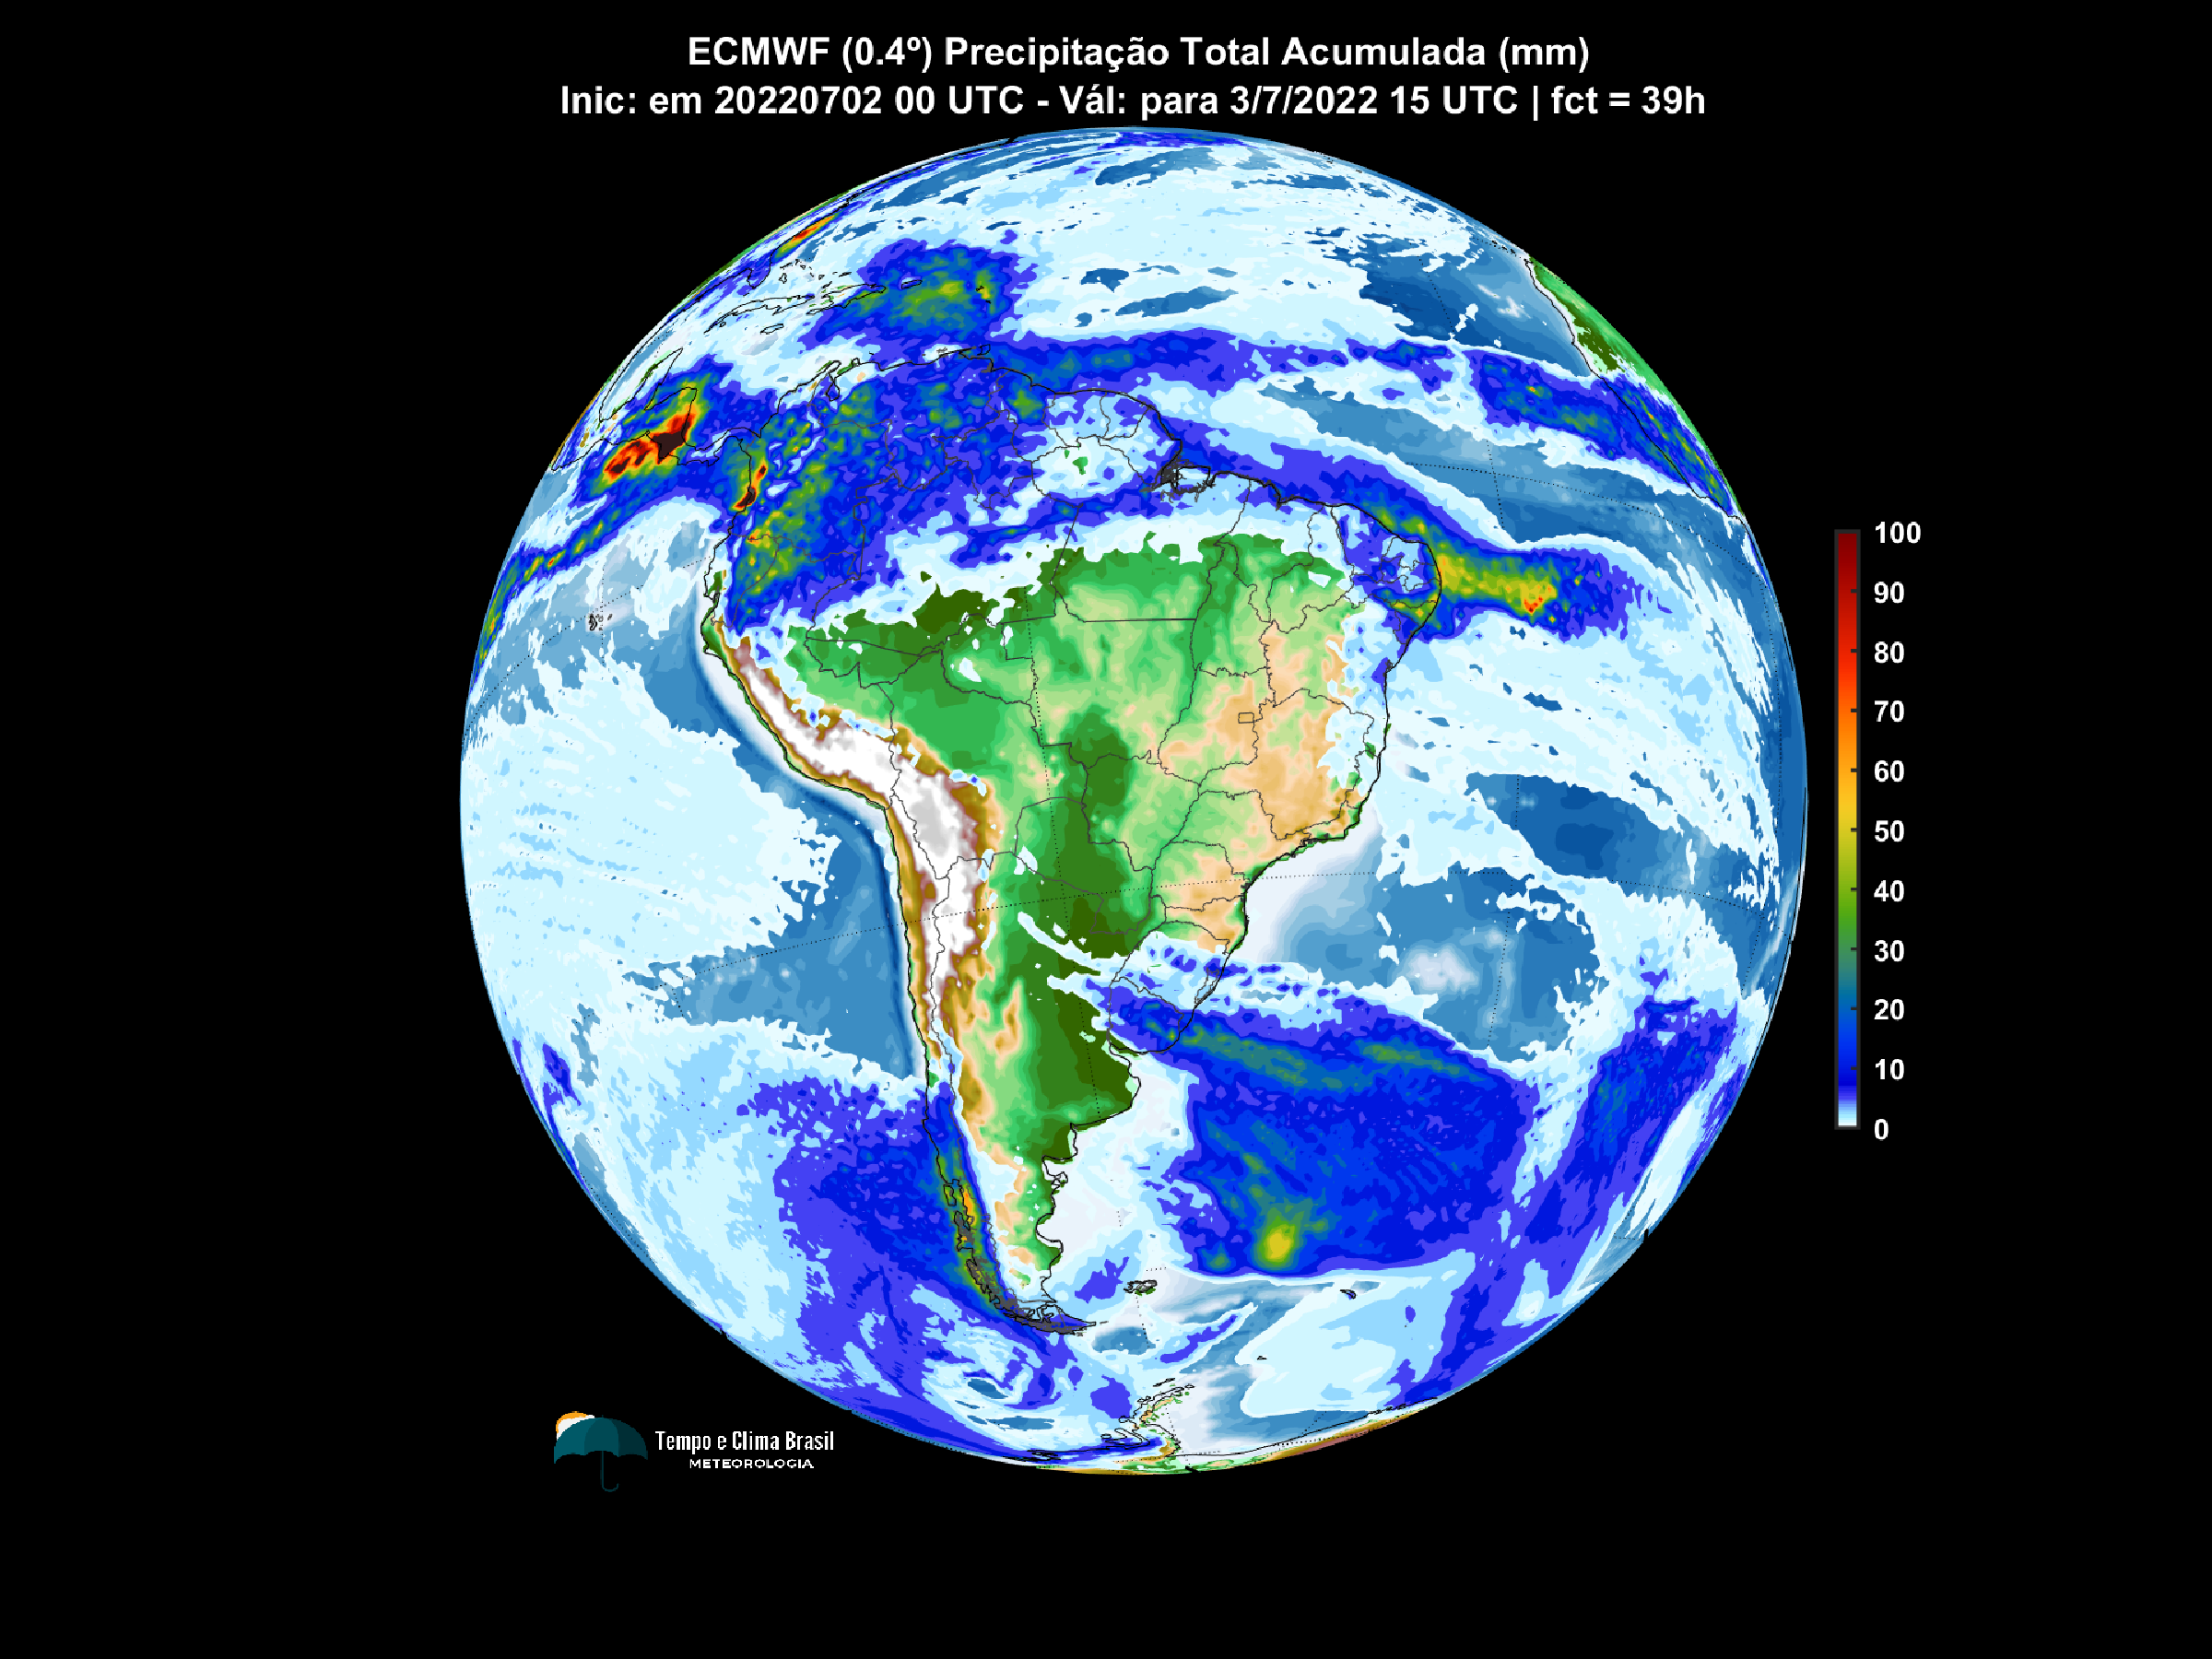 ECMWF (0.4º) Precipitação Total Acumulada (mm)
Inic: em 20220702 00 UTC - Vál: para 3/7/2022 15 UTC | fct = 39h
100
90
80
70
60
50
40
30
20
10
0
Tempo e Clima Brasil
METEOROLOGIA